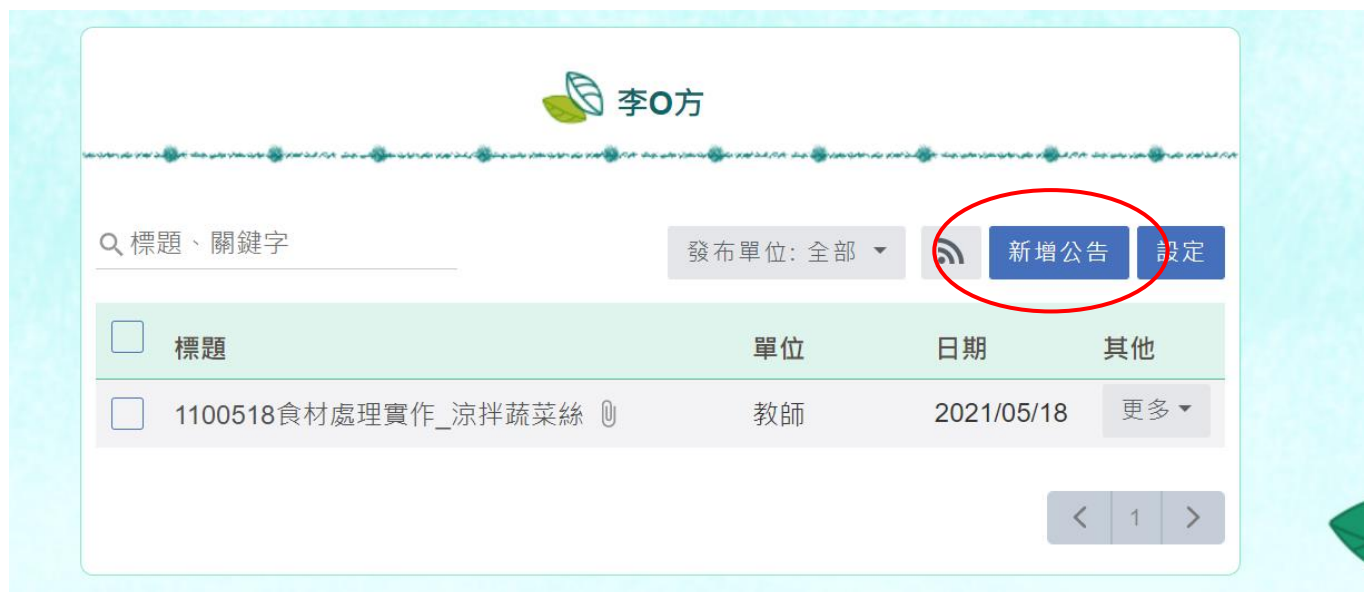 李O方
標題、關鍵字 發布單位: 全部 新增公告 設定
標題 單位 日期 其他
1100518食材處理實作_涼拌蔬菜絲 教師 2021/05/18 更多
1